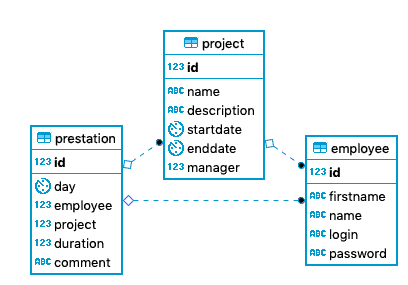 project
123 id
ABC name
ABC description
startdate
enddate
123 manager
prestation
123 id
day
123 employee
123 project
123 duration
ABC comment
employee
123 id
ABC firstname
ABC name
ABC login
ABC password